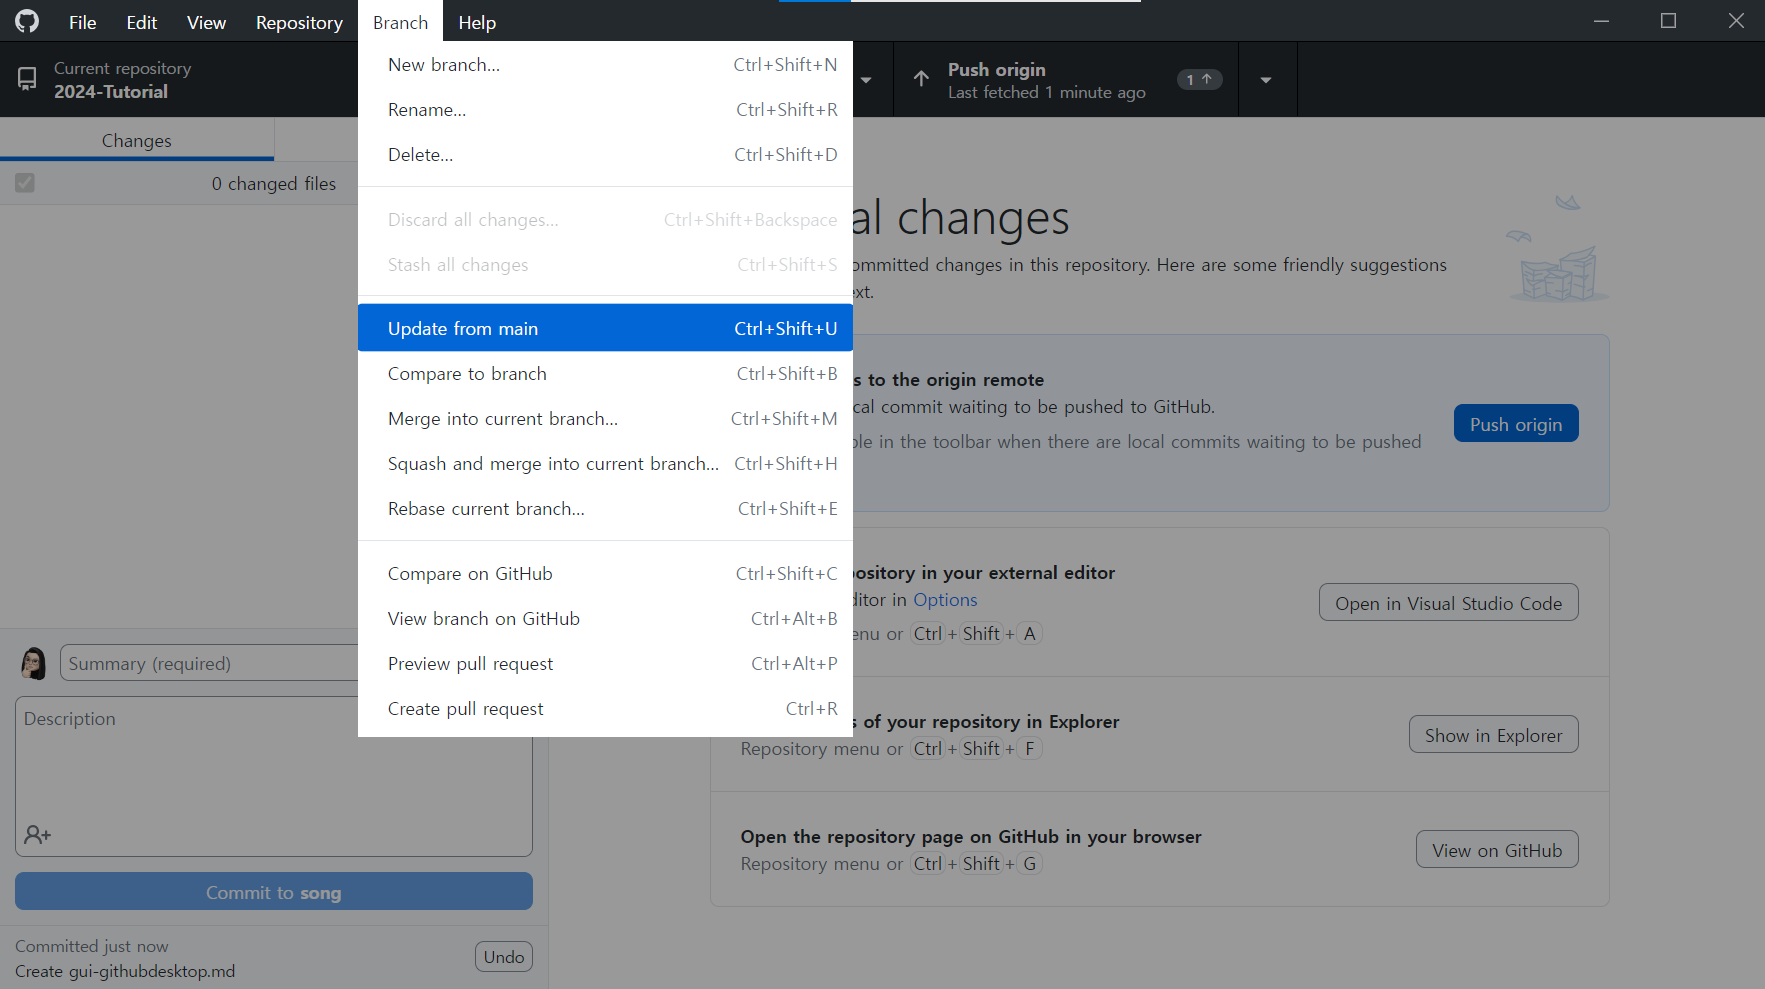 File Edit View Repository Branch Help
Current repository
2024-Tutorial
Push origin
Last fetched 1 minute ago
1
Changes
0 changed files
New branch... Ctrl+Shift+N
Rename... Ctrl+Shift+R
Delete... Ctrl+Shift+D
Discard all changes... Ctrl+Shift+Backspace
Stash all changes Ctrl+Shift+S
Update from main Ctrl+Shift+U
Compare to branch Ctrl+Shift+B
Merge into current branch... Ctrl+Shift+M
Squash and merge into current branch... Ctrl+Shift+H
Rebase current branch... Ctrl+Shift+E
Compare on GitHub Ctrl+Shift+C
View branch on GitHub Ctrl+Alt+B
Preview pull request Ctrl+Alt+P
Create pull request Ctrl+R
al changes
ommitted changes in this repository. Here are some friendly suggestions
ext.
s to the origin remote
cal commit waiting to be pushed to GitHub.
ble in the toolbar when there are local commits waiting to be pushed
Push origin
ository in your external editor
ditor in Options
enu or Ctrl + Shift + A
Open in Visual Studio Code
s of your repository in Explorer
Repository menu or Ctrl + Shift + F
Show in Explorer
Open the repository page on GitHub in your browser
Repository menu or Ctrl + Shift + G
View on GitHub
Summary (required)
Description
Commit to song
Committed just now
Create gui-githubdesktop.md
Undo